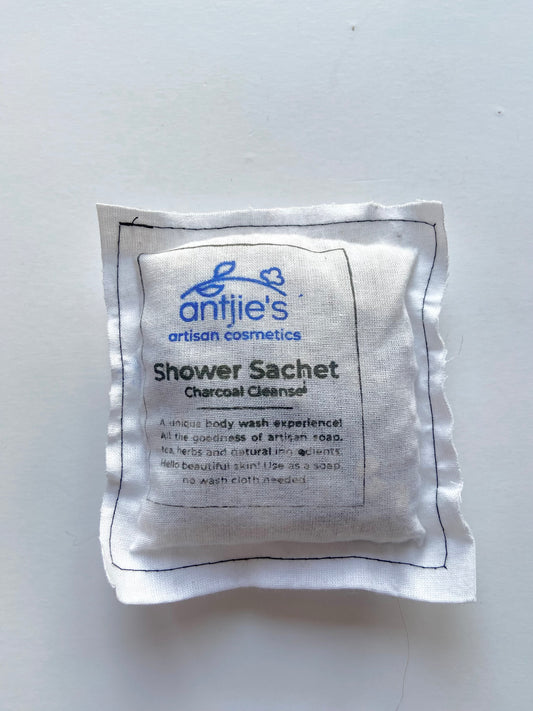 antjie's
artisan cosmetics
Shower Sachet
Charcoal Cleanse
A unique body wash experience!
All the goodness of artisan soap,
tea, herbs and natural ingredients.
Hello beautiful skin! Use as a soap,
no wash cloth needed